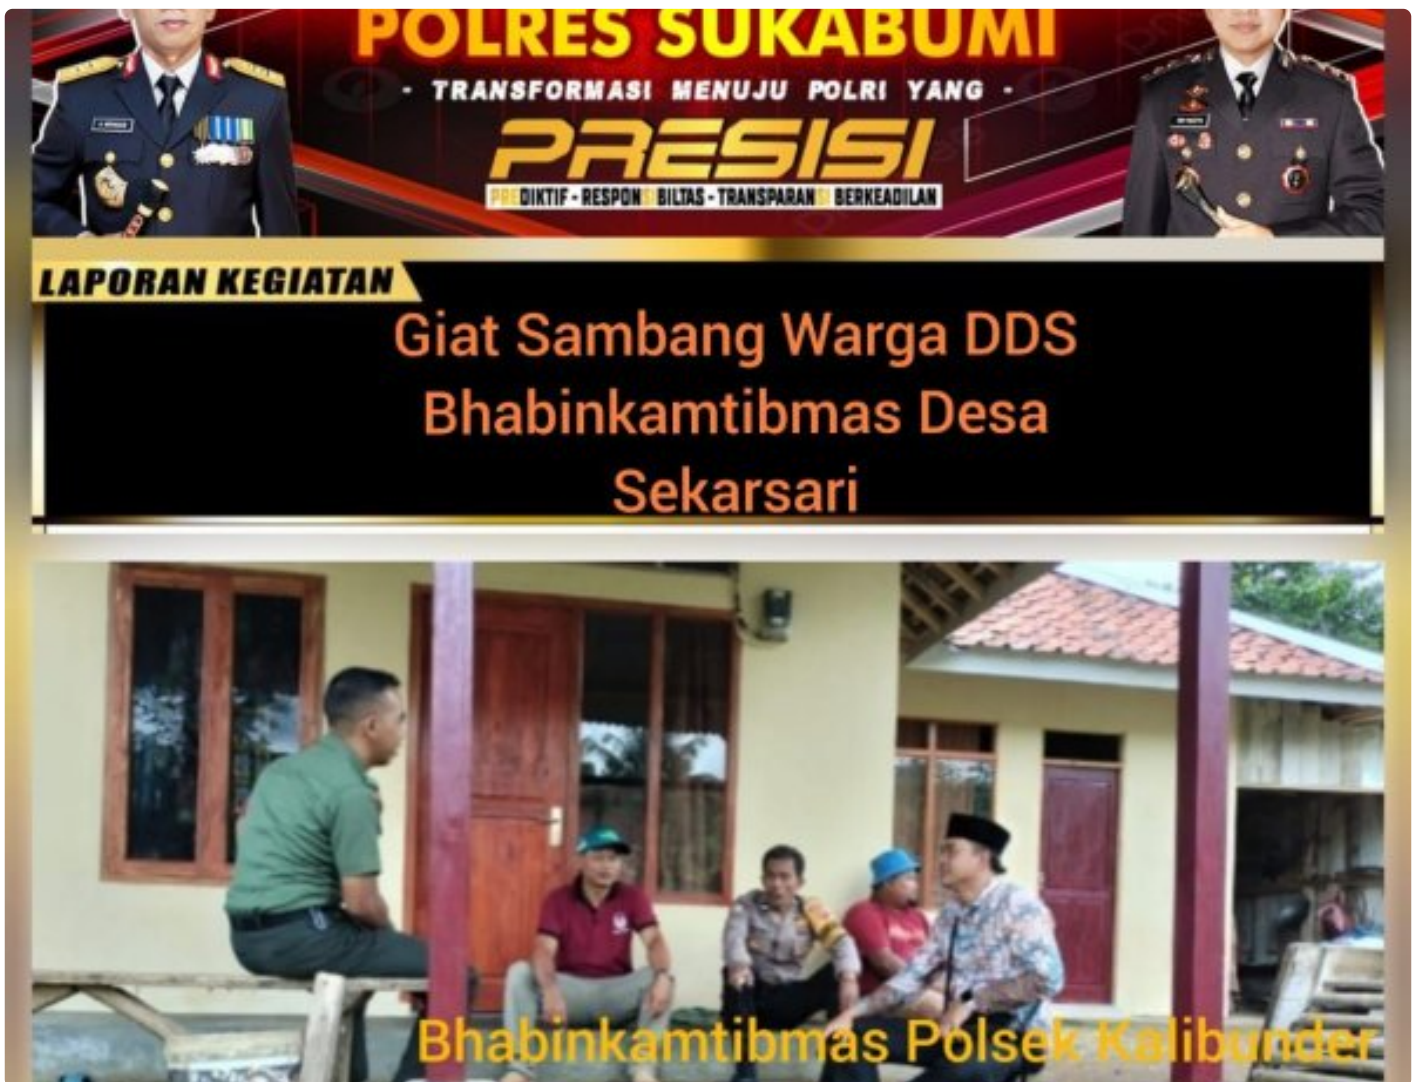 POLRES SUKABUMI
- TRANSFORMASI MENUJU POLRI YANG -
PRESISI
PREDIKTIF - RESPONSIBILTAS - TRANSPARANSI BERKEADILAN
LAPORAN KEGIATAN
Giat Sambang Warga DDS
Bhabinkamtibmas Desa
Sekarsari
Bhabinkamtibmas Polsek Kalibunder